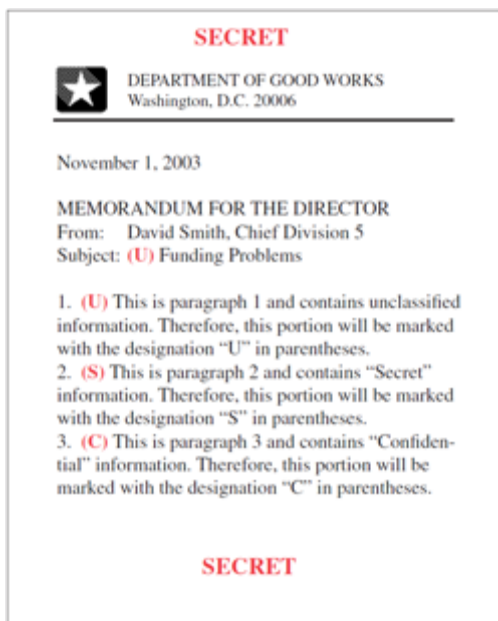 SECRET
DEPARTMENT OF GOOD WORKS
Washington, D.C. 20006
November 1, 2003
MEMORANDUM FOR THE DIRECTOR
From: David Smith, Chief Division 5
Subject: (U) Funding Problems
1. (U) This is paragraph 1 and contains unclassified
information. Therefore, this portion will be marked
with the designation “U” in parentheses.
2. (S) This is paragraph 2 and contains “Secret”
information. Therefore, this portion will be marked
with the designation “S” in parentheses.
3. (C) This is paragraph 3 and contains “Confiden-
tial” information. Therefore, this portion will be
marked with the designation “C” in parentheses.
SECRET